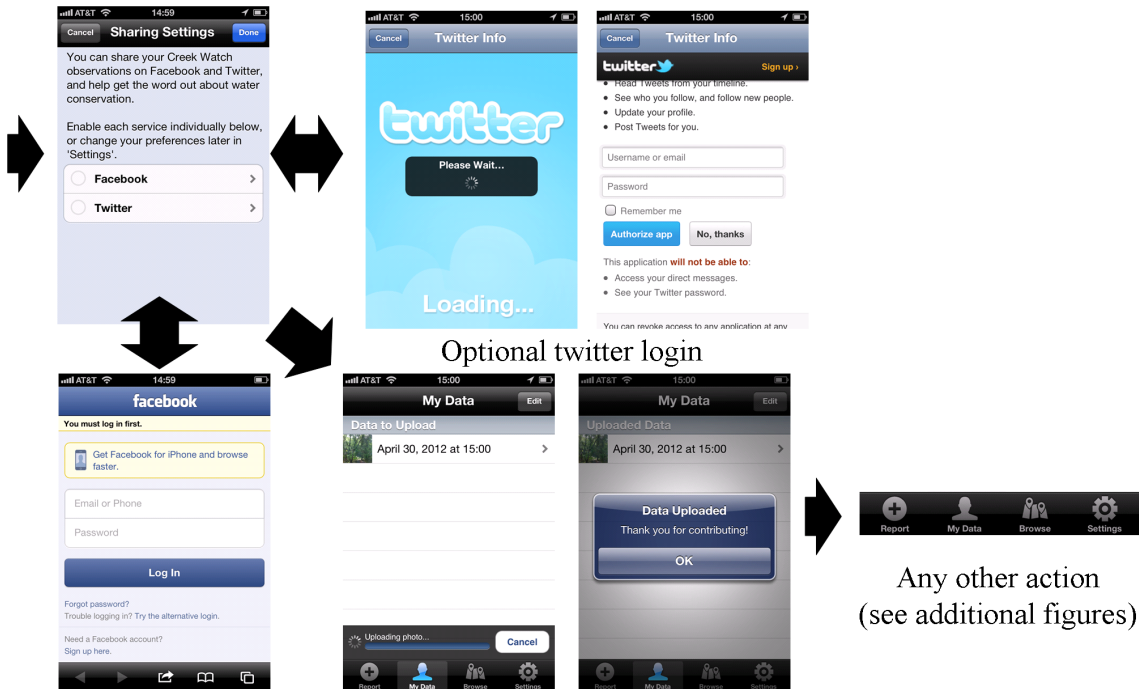 AT&T 14:59
Cancel Sharing Settings Done
You can share your Creek Watch
observations on Facebook and Twitter,
and help get the word out about water
conservation.
Enable each service individually below,
or change your preferences later in
'Settings'.
Facebook
Twitter
AT&T 15:00
Cancel Twitter Info
twitter
Please Wait...
Loading...
AT&T 15:00
Cancel Twitter Info
twitter Sign up ›
• Read Tweets from your timeline.
• See who you follow, and follow new people.
• Update your profile.
• Post Tweets for you.
Username or email
Password
Remember me
Authorize app No, thanks
This application will not be able to:
• Access your direct messages.
• See your Twitter password.
You can revoke access to any application at any
Optional twitter login
AT&T 14:59
facebook
You must log in first.
Get Facebook for iPhone and browse
faster.
Email or Phone
Password
Log In
Forgot password?
Trouble logging in? Try the alternative login.
Need a Facebook account?
Sign up here.
AT&T 15:00
My Data Edit
Data to Upload
April 30, 2012 at 15:00
Uploading photo...
Cancel
Report My Data Browse Settings
AT&T 15:00
My Data Edit
Uploaded Data
April 30, 2012 at 15:00
Data Uploaded
Thank you for contributing!
OK
Report My Data Browse Settings
Report My Data Browse Settings
Any other action
(see additional figures)